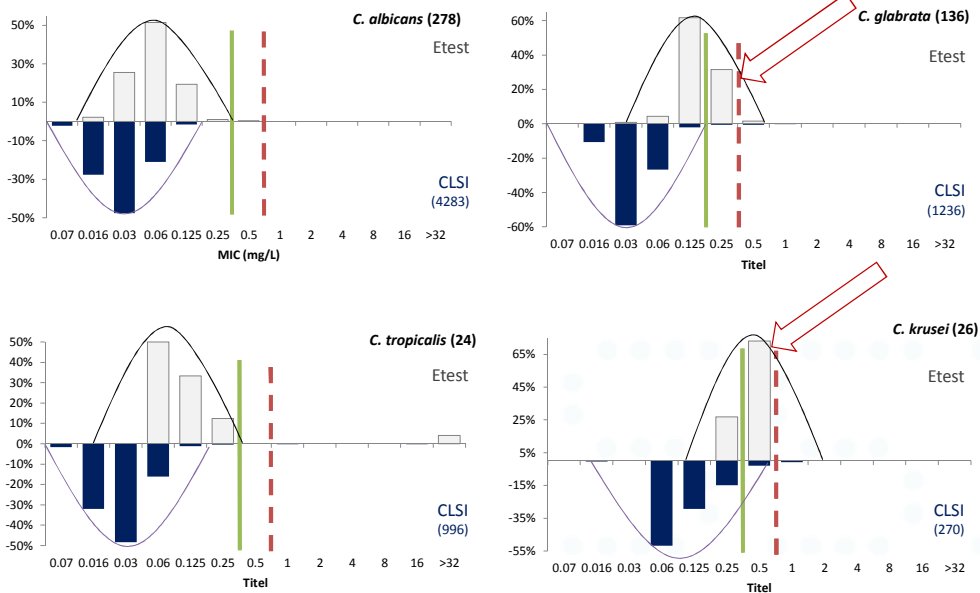 C. albicans (278)
Etest
50%
30%
10%
-10%
-30%
-50%
CLSI
(4283)
0.07 0.016 0.03 0.06 0.125 0.25 0.5 1 2 4 8 16 >32
MIC (mg/L)
C. glabrata (136)
Etest
60%
40%
20%
0%
-20%
-40%
-60%
CLSI
(1236)
0.07 0.016 0.03 0.06 0.125 0.25 0.5 1 2 4 8 16 >32
Titel
C. tropicalis (24)
Etest
50%
40%
30%
20%
10%
0%
-10%
-20%
-30%
-40%
-50%
CLSI
(996)
0.07 0.016 0.03 0.06 0.125 0.25 0.5 1 2 4 8 16 >32
Titel
C. krusei (26)
Etest
65%
45%
25%
5%
-15%
-35%
-55%
CLSI
(270)
0.07 0.016 0.03 0.06 0.125 0.25 0.5 1 2 4 8 16 >32
Titel